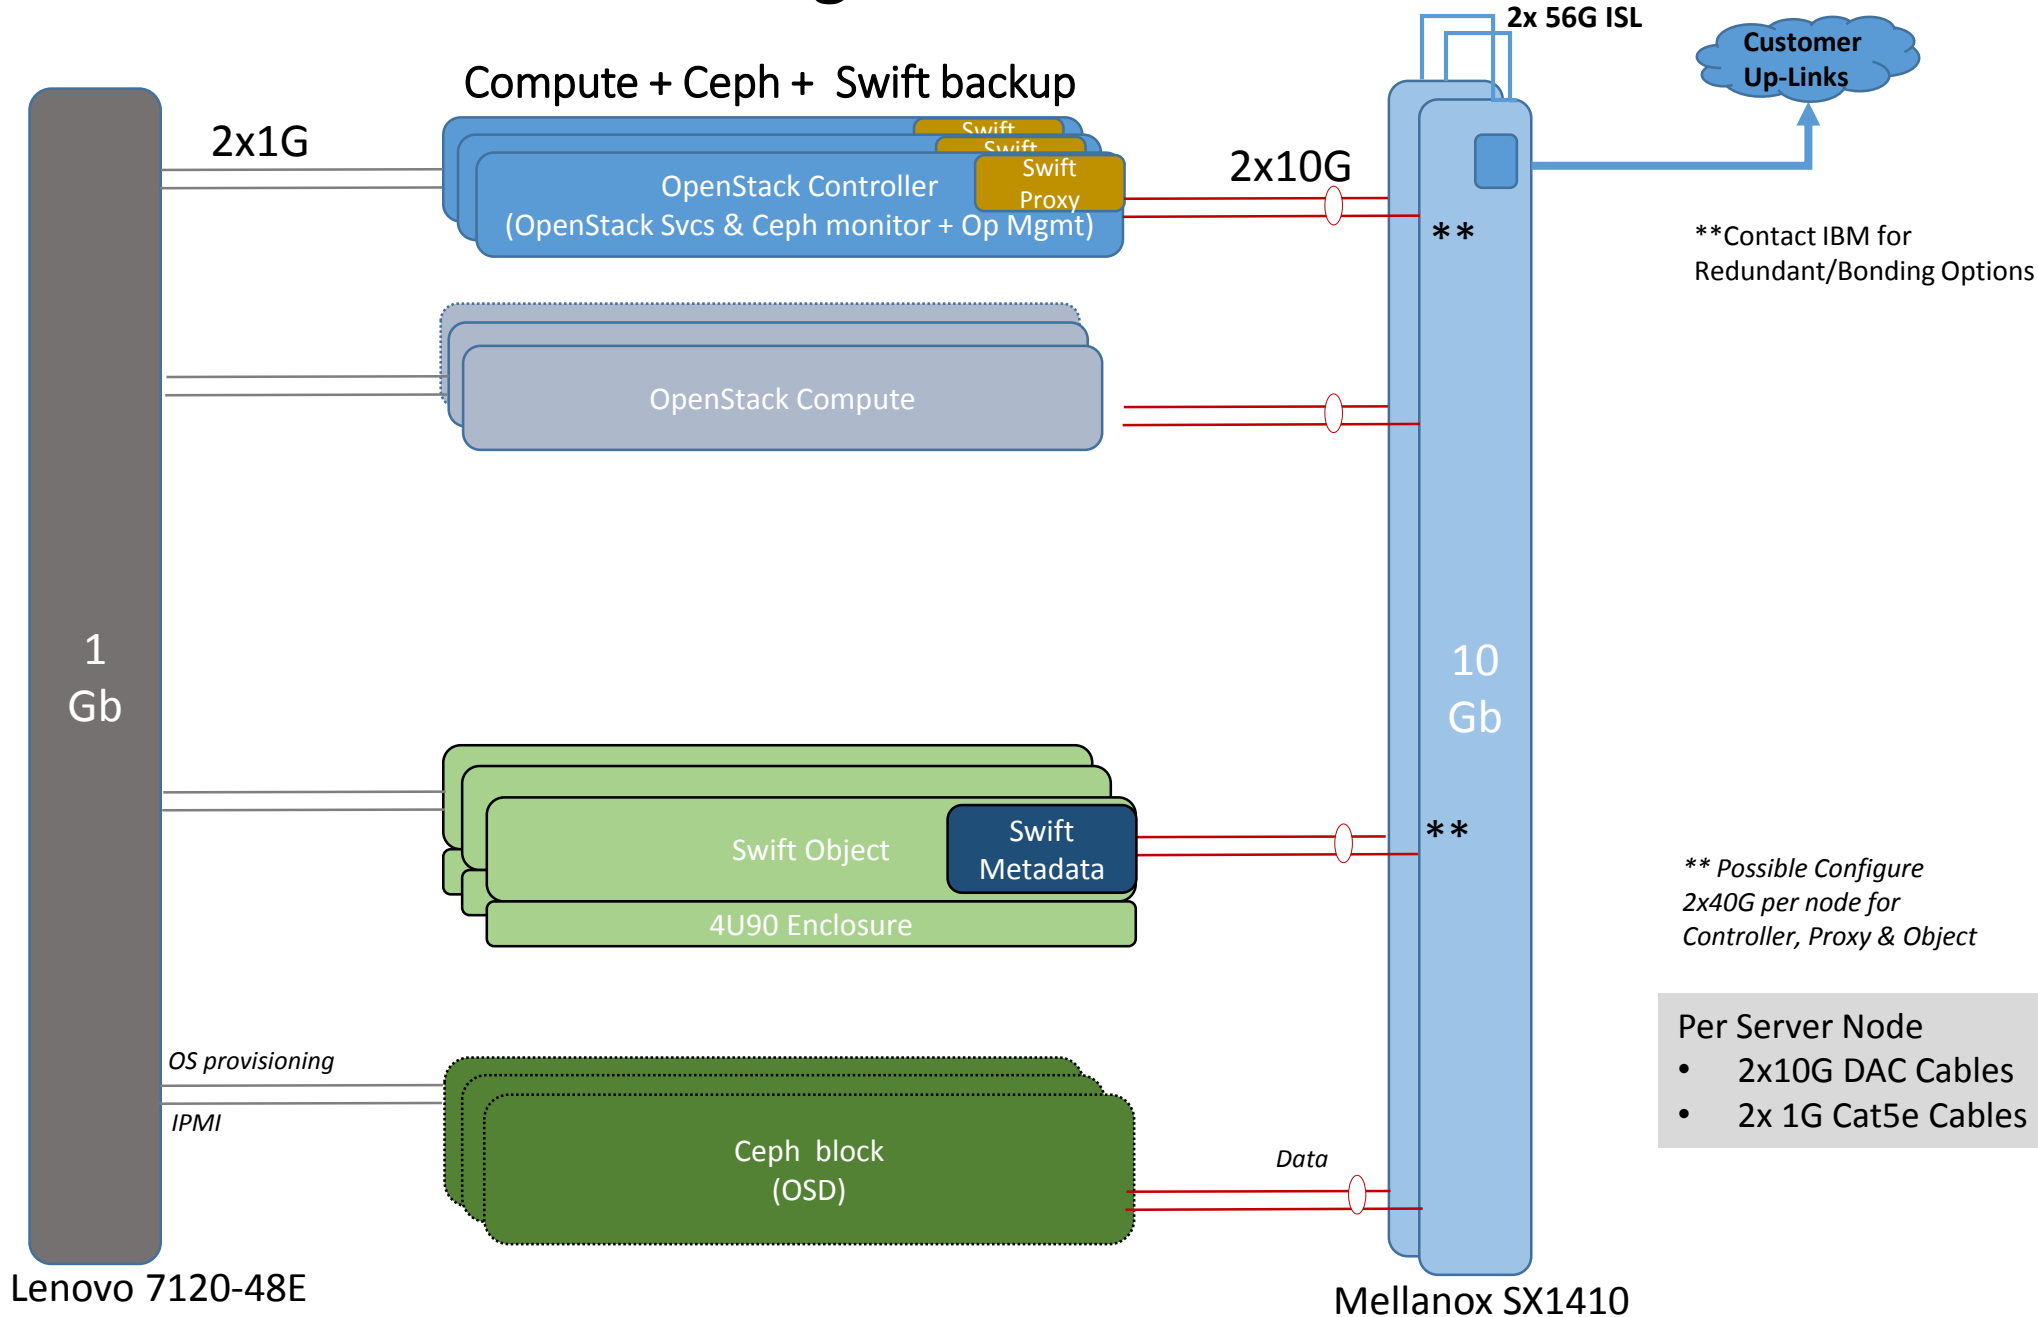 2x 56G ISL
Customer
Up-Links
Compute + Ceph + Swift backup
2x1G
Swift
Swift
Swift
Proxy
OpenStack Controller
(OpenStack Svcs & Ceph monitor + Op Mgmt)
2x10G
**
**Contact IBM for
Redundant/Bonding Options
OpenStack Compute
1
Gb
10
Gb
Swift Object
Swift
Metadata
4U90 Enclosure
**
** Possible Configure
2x40G per node for
Controller, Proxy & Object
Per Server Node
• 2x10G DAC Cables
• 2x 1G Cat5e Cables
OS provisioning
IPMI
Ceph block
(OSD)
Data
Lenovo 7120-48E
Mellanox SX1410